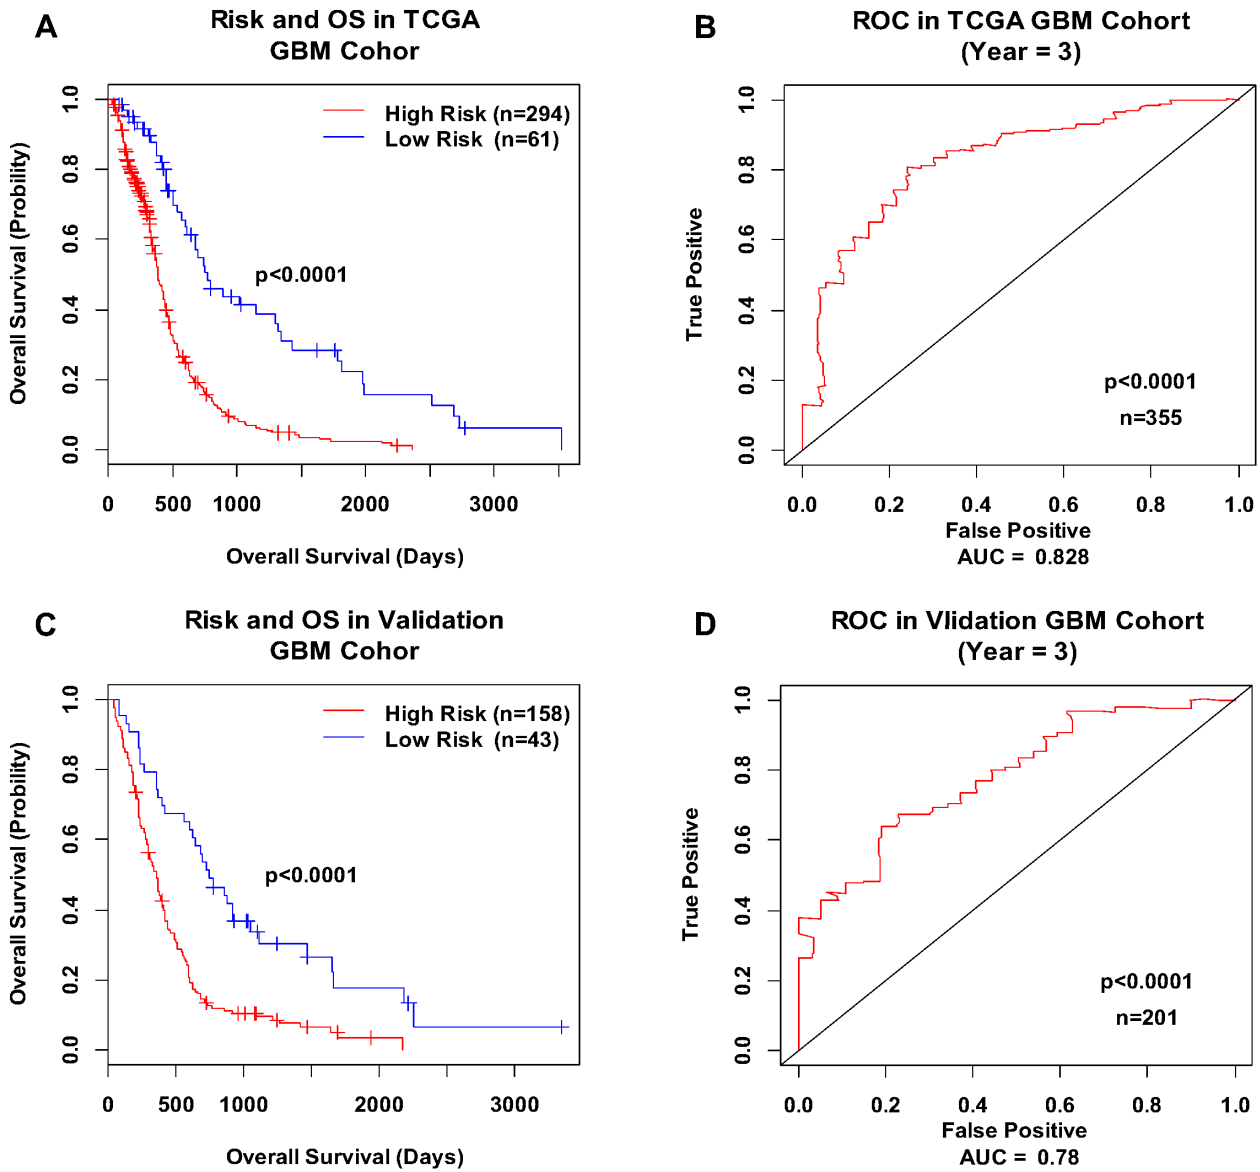 A
Risk and OS in TCGA
GBM Cohor
Overall Survival (Probility)
1.0
0.8
0.6
0.4
0.2
0.0
High Risk (n=294)
Low Risk (n=61)
p<0.0001
0 500 1000 2000 3000
Overall Survival (Days)
B
ROC in TCGA GBM Cohort
(Year = 3)
True Positive
1.0
0.8
0.6
0.4
0.2
0.0
p<0.0001
n=355
0.0 0.2 0.4 0.6 0.8 1.0
False Positive
AUC = 0.828
C
Risk and OS in Validation
GBM Cohor
Overall Survival (Probility)
1.0
0.8
0.6
0.4
0.2
0.0
High Risk (n=158)
Low Risk (n=43)
p<0.0001
0 500 1000 2000 3000
Overall Survival (Days)
D
ROC in Vlidation GBM Cohort
(Year = 3)
True Positive
1.0
0.8
0.6
0.4
0.2
0.0
p<0.0001
n=201
0.0 0.2 0.4 0.6 0.8 1.0
False Positive
AUC = 0.78